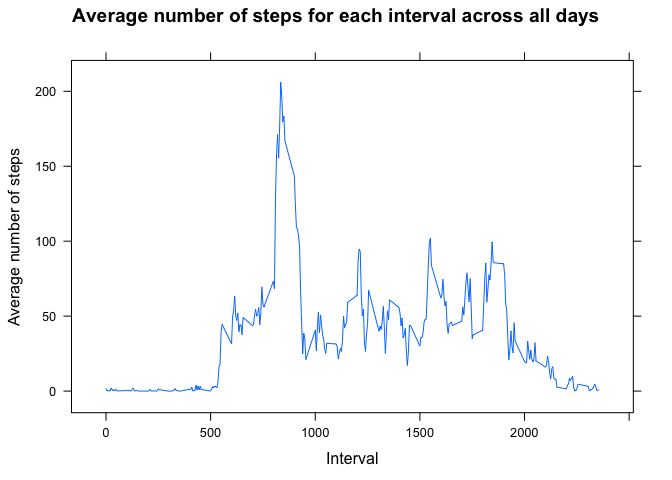 Average number of steps for each interval across all days
Average number of steps
200
150
100
50
0
0 500 1000 1500 2000
Interval